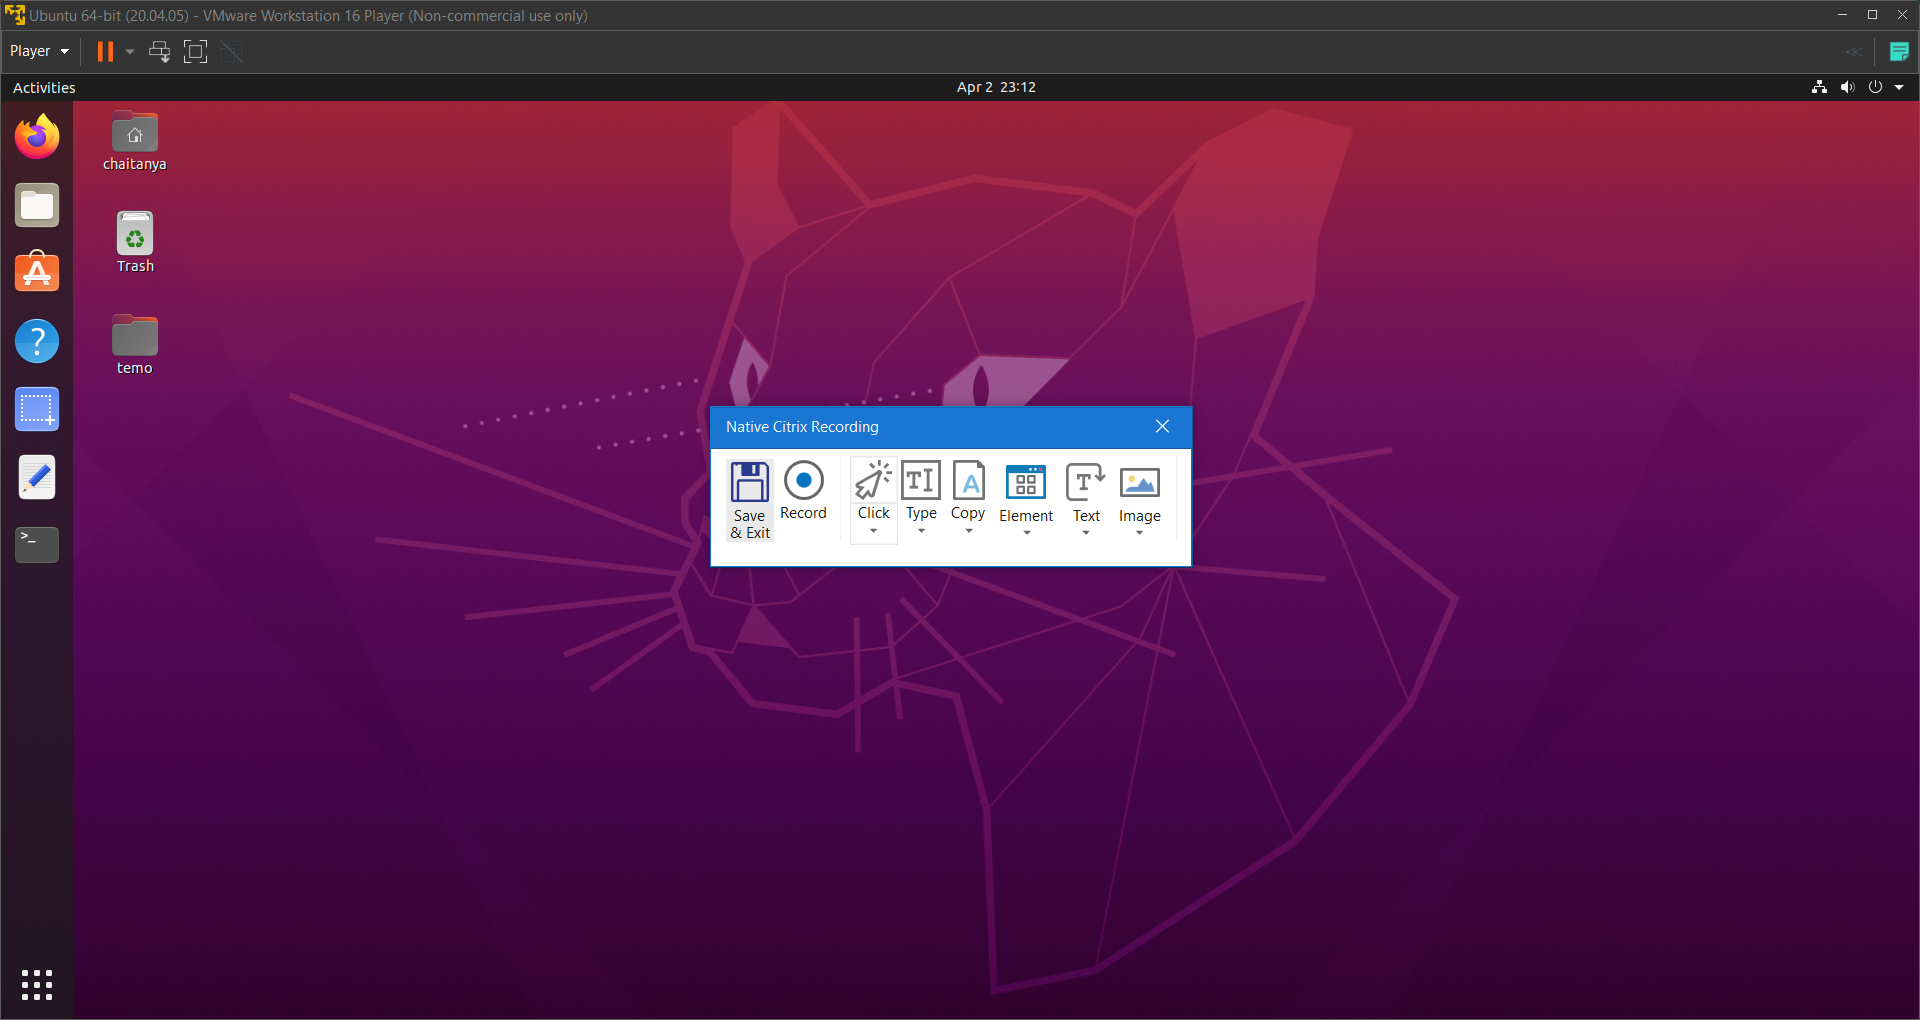 Ubuntu 64-bit (20.04.05) - VMware Workstation 16 Player (Non-commercial use only)
Player
Activities
Apr 2 23:12
chaitanya
Trash
temo
Native Citrix Recording
Save & Exit
Record
Click
Type
Copy
Element
Text
Image